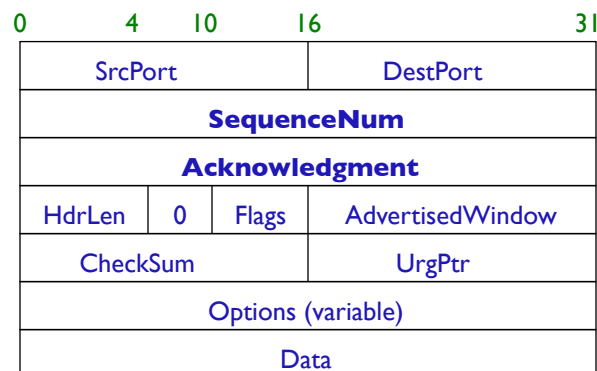 0 4 10 16 31
SrcPort DestPort
SequenceNum
Acknowledgment
HdrLen 0 Flags AdvertisedWindow
CheckSum UrgPtr
Options (variable)
Data